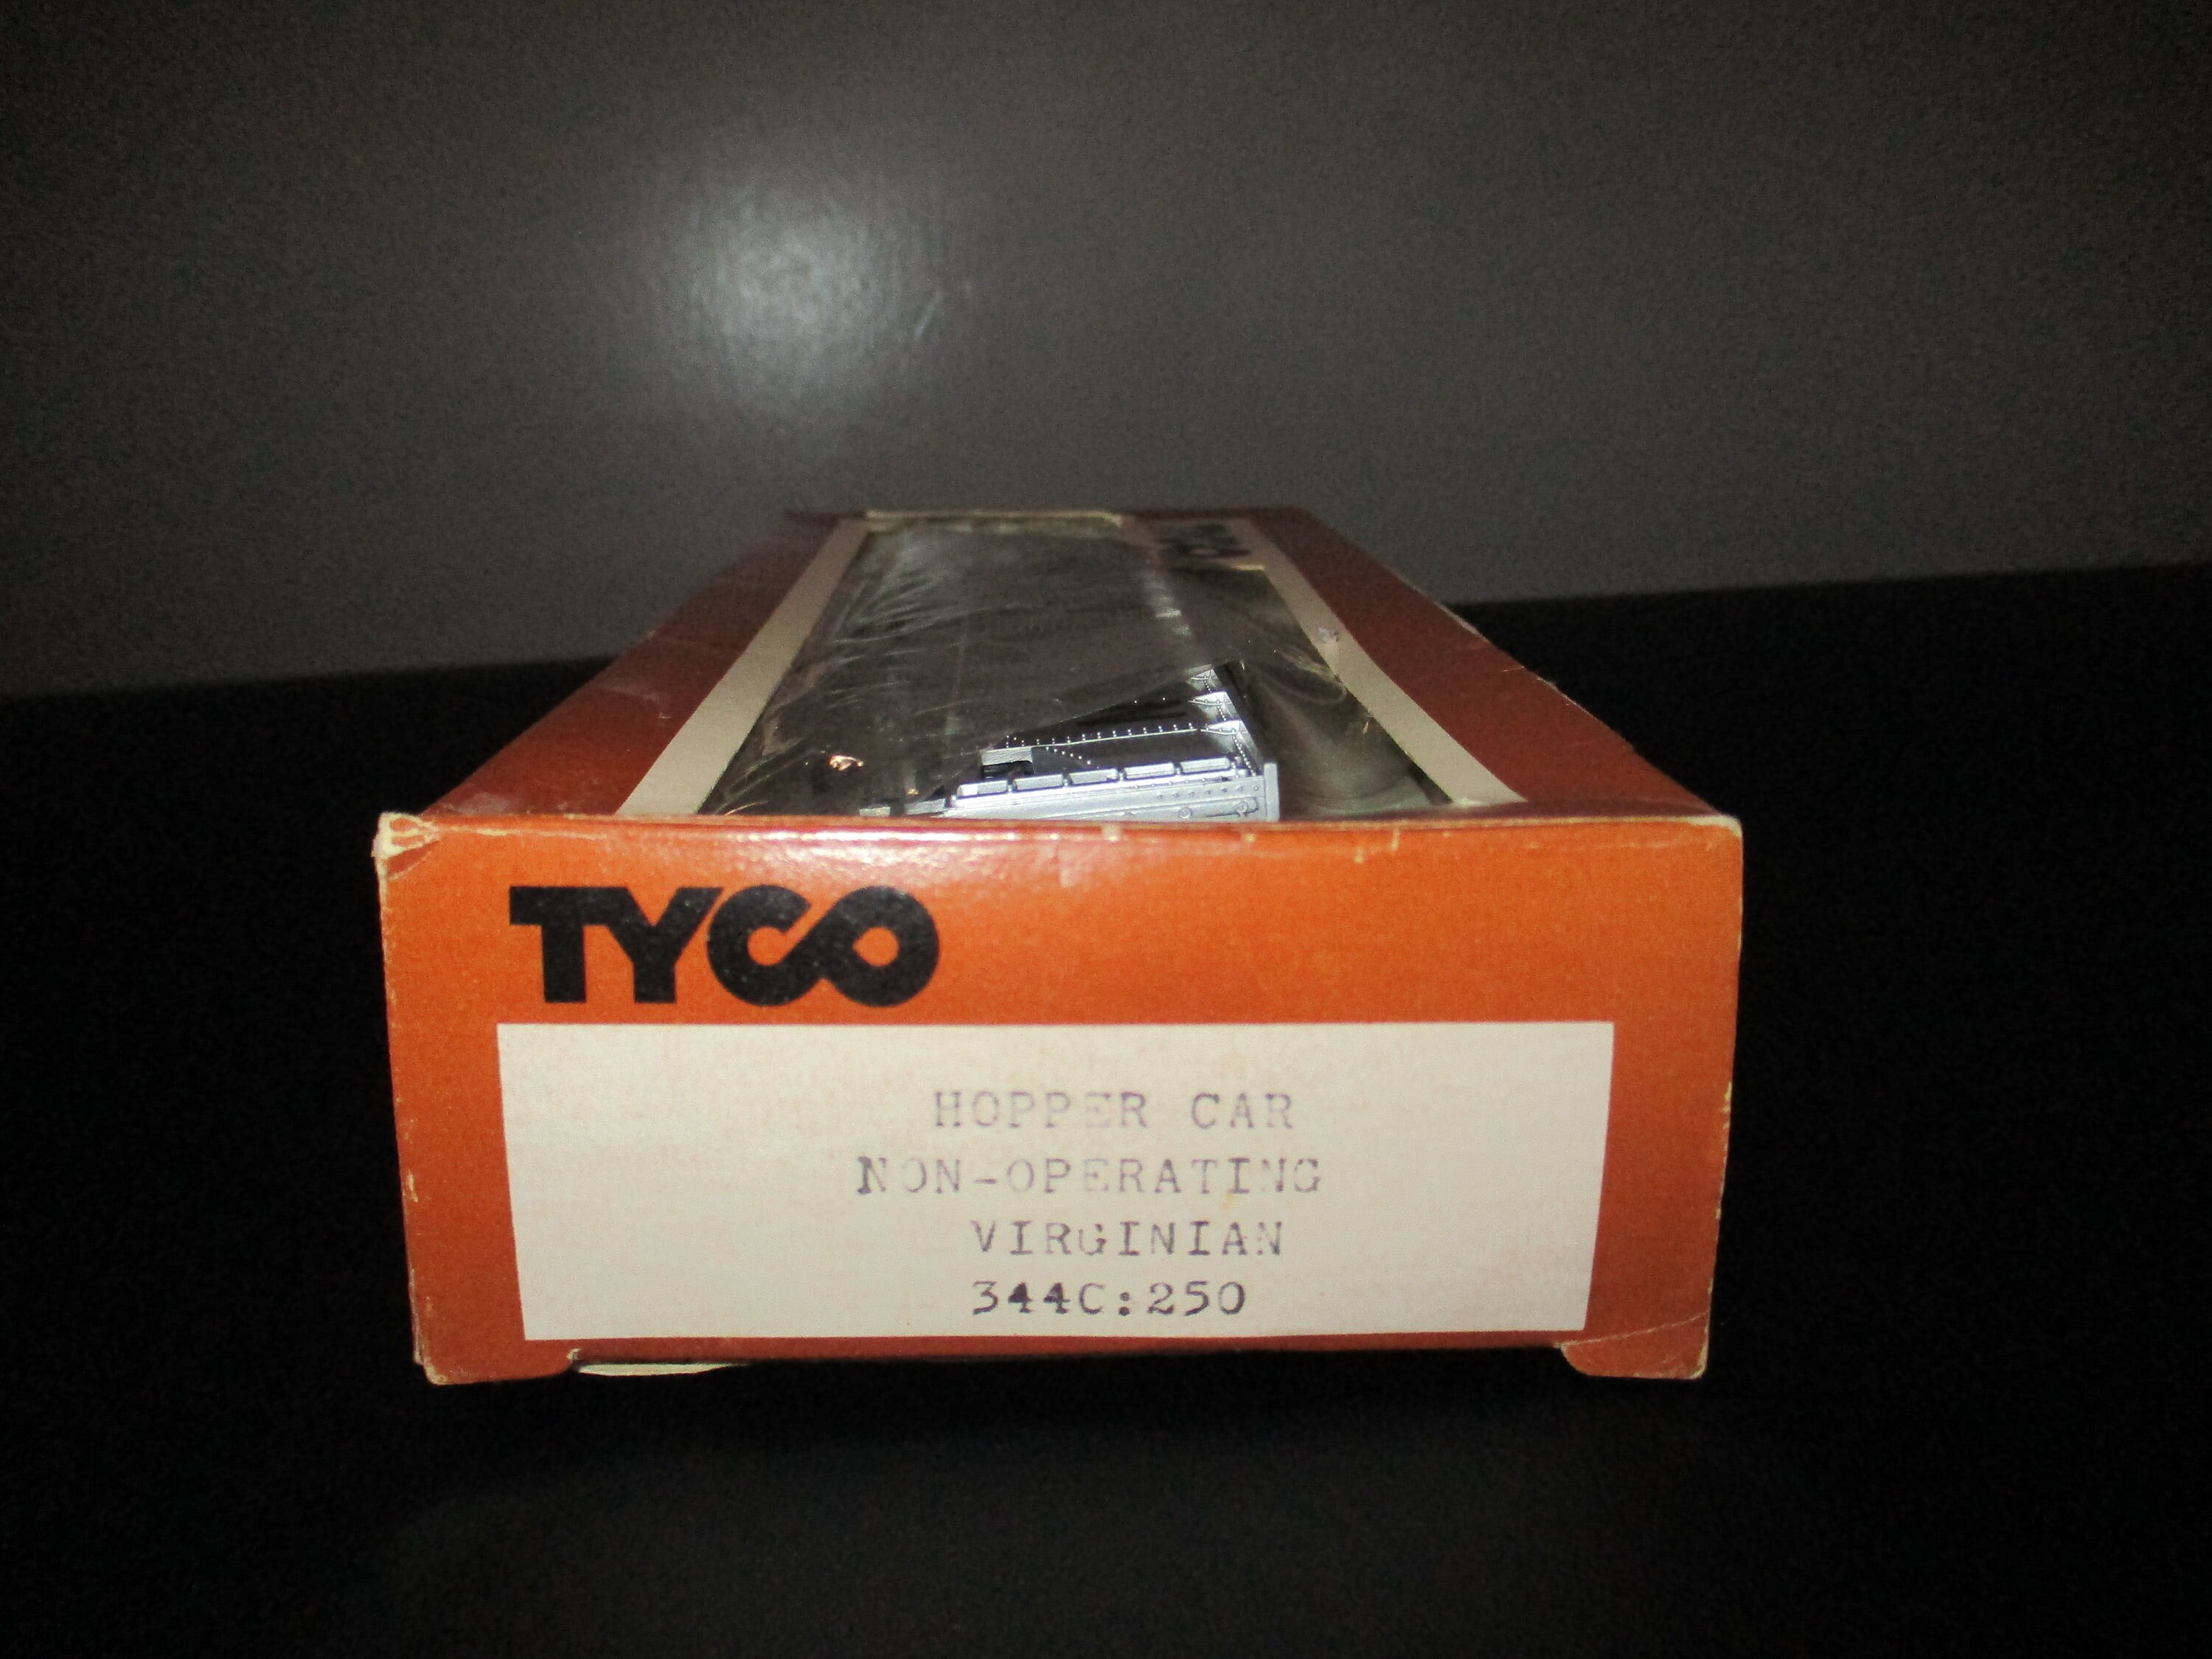 TYCO
HOPPER CAR
NON-OPERATING
VIRGINIAN
344C:250